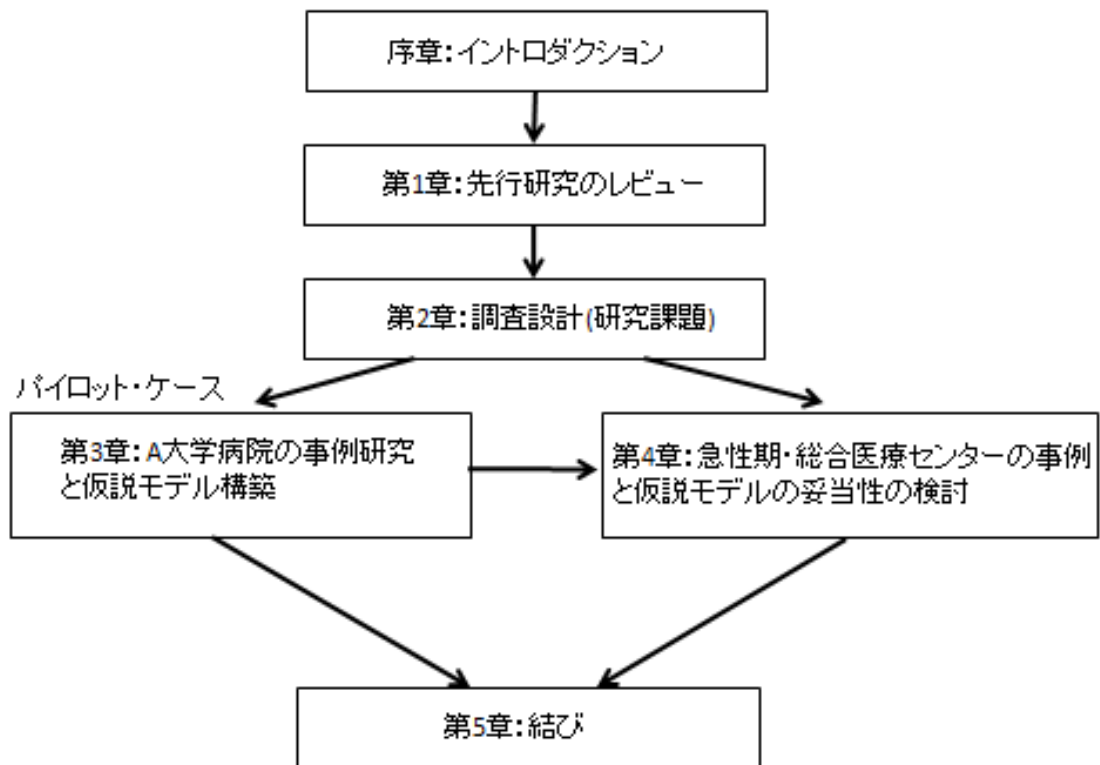 序章:イントロダクション
第1章:先行研究のレビュー
第2章:調査設計(研究課題)
パイロット・ケース
第3章:A大学病院の事例研究
と仮説モデル構築
第4章:急性期・総合医療センターの事例
と仮説モデルの妥当性の検討
第5章:結び